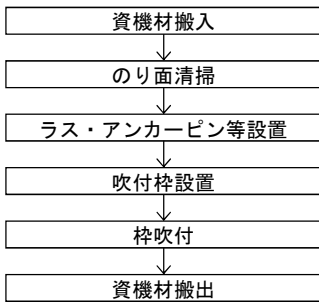 資機材搬入
のり面清掃
ラス・アンカーピン等設置
吹付枠設置
枠吹付
資機材搬出